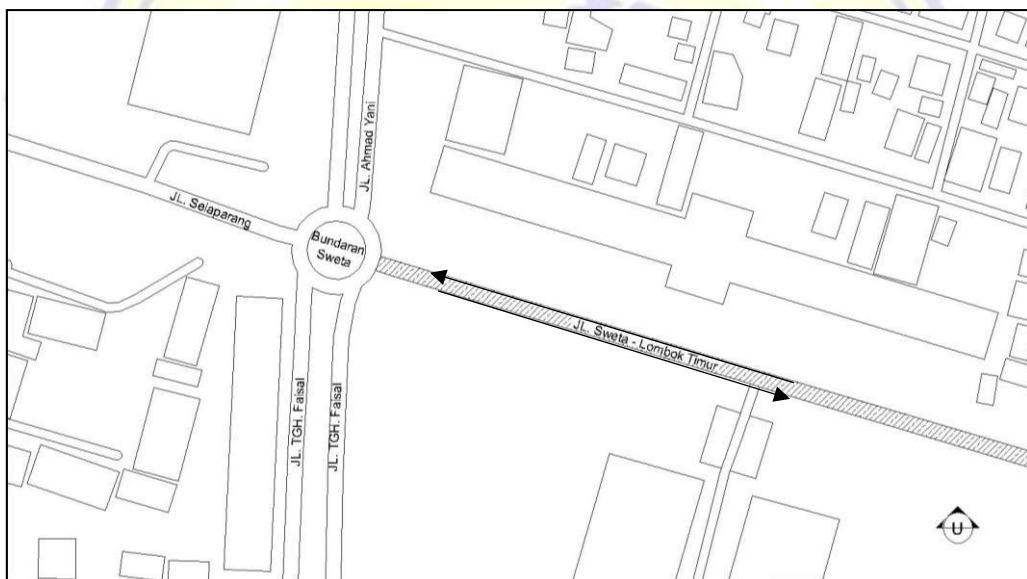 JL. Ahmad Yani
JL. Selaparang
Bundaran
Sweta
JL. Sweta - Lombok Timur
JL. TGH. Faisal
JL. TGH. Faisal
U